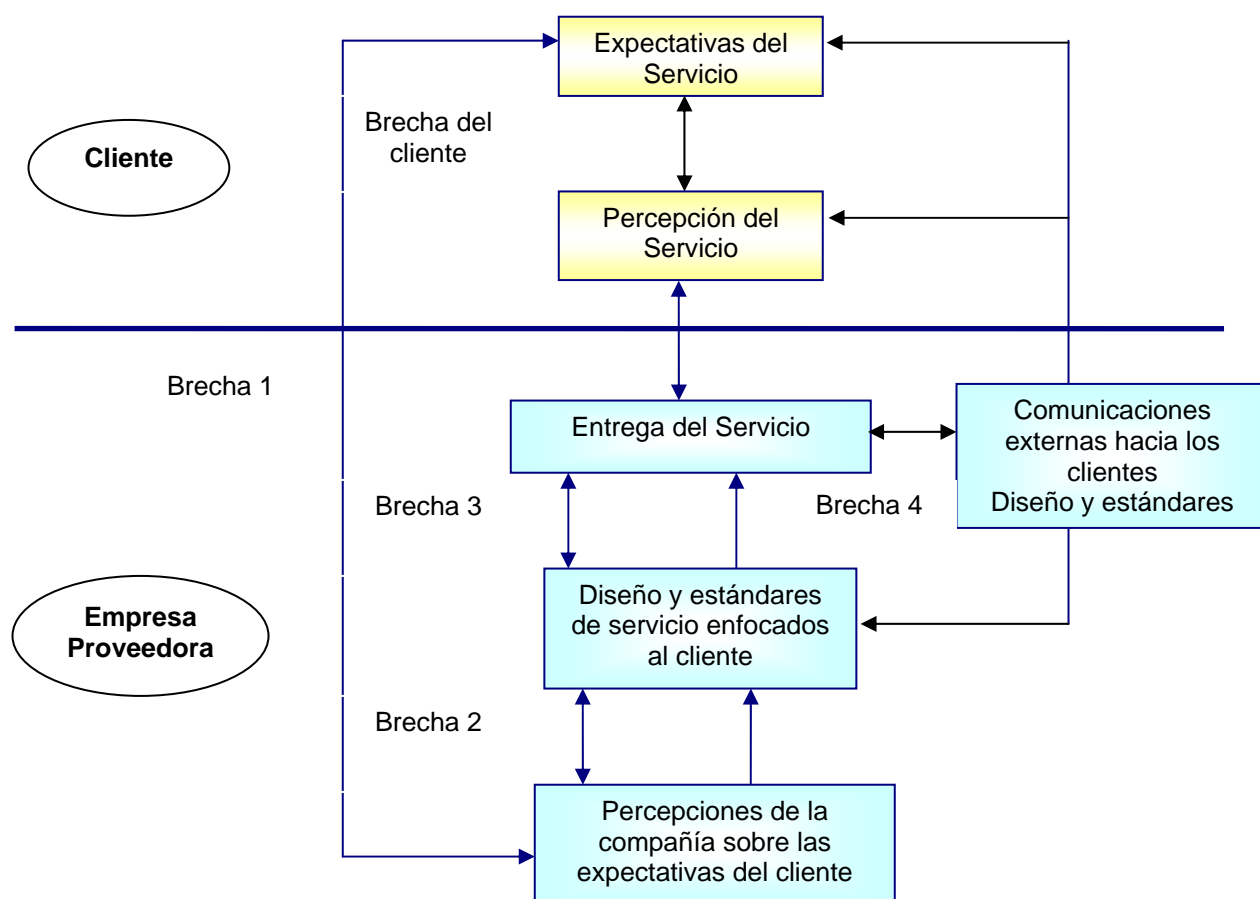 Expectativas del
Servicio
Brecha del
cliente
Cliente
Percepción del
Servicio
Brecha 1
Entrega del Servicio
Comunicaciones
externas hacia los
clientes
Diseño y estándares
Brecha 3
Brecha 4
Diseño y estándares
de servicio enfocados
al cliente
Empresa
Proveedora
Brecha 2
Percepciones de la
compañía sobre las
expectativas del cliente